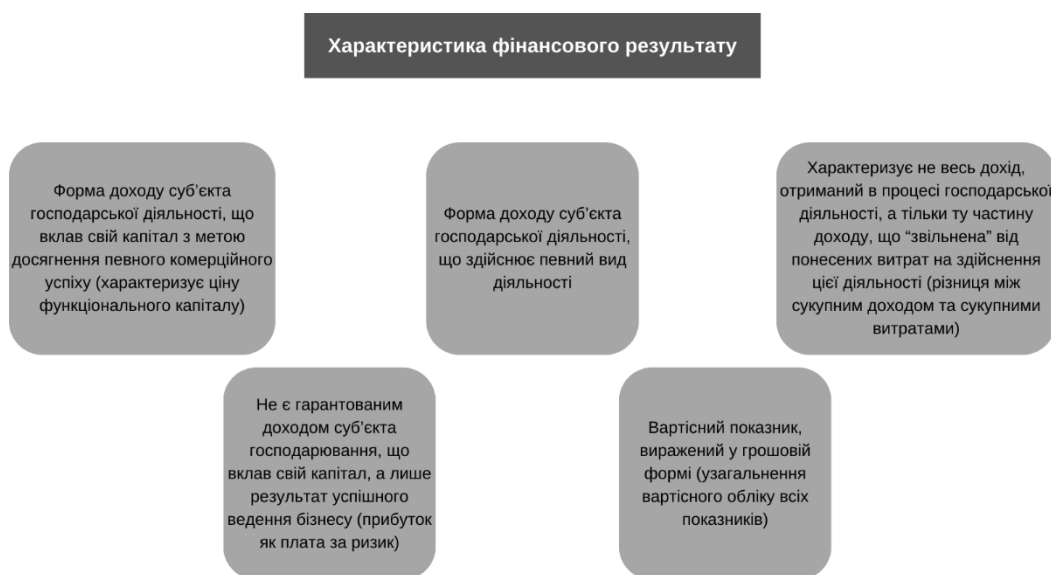 Характеристика фінансового результату
Форма доходу суб’єкта
господарської діяльності, що
вклав свій капітал з метою
досягнення певного комерційного
успіху (характеризує ціну
функціонального капіталу)
Форма доходу суб’єкта
господарської діяльності,
що здійснює певний вид
діяльності
Характеризує не весь дохід,
отриманий в процесі господарської
діяльності, а тільки ту частину
доходу, що “звільнена” від
понесених витрат на здійснення
цієї діяльності (різниця між
сукупним доходом та сукупними
витратами)
Не є гарантованим
доходом суб’єкта
господарювання, що
вклав свій капітал, а лише
результат успішного
ведення бізнесу (прибуток
як плата за ризик)
Вартісний показник,
виражений у грошовій
формі (узагальнення
вартісного обліку всіх
показників)